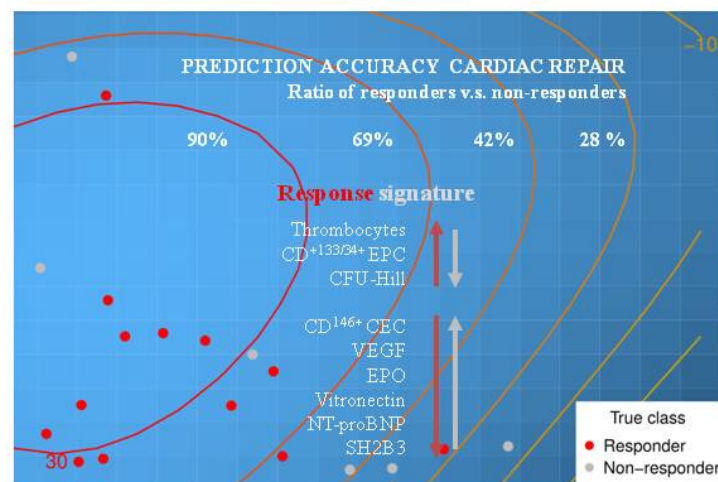 −10
PREDICTION ACCURACY CARDIAC REPAIR
Ratio of responders v.s. non-responders
90% 69% 42% 28 %
Response signature
Thrombocytes
CD+133/34+ EPC
CFU-Hill
CD146+ CEC
VEGF
EPO
Vitronectin
NT-proBNP
SH2B3
30
True class
Responder
Non−responder